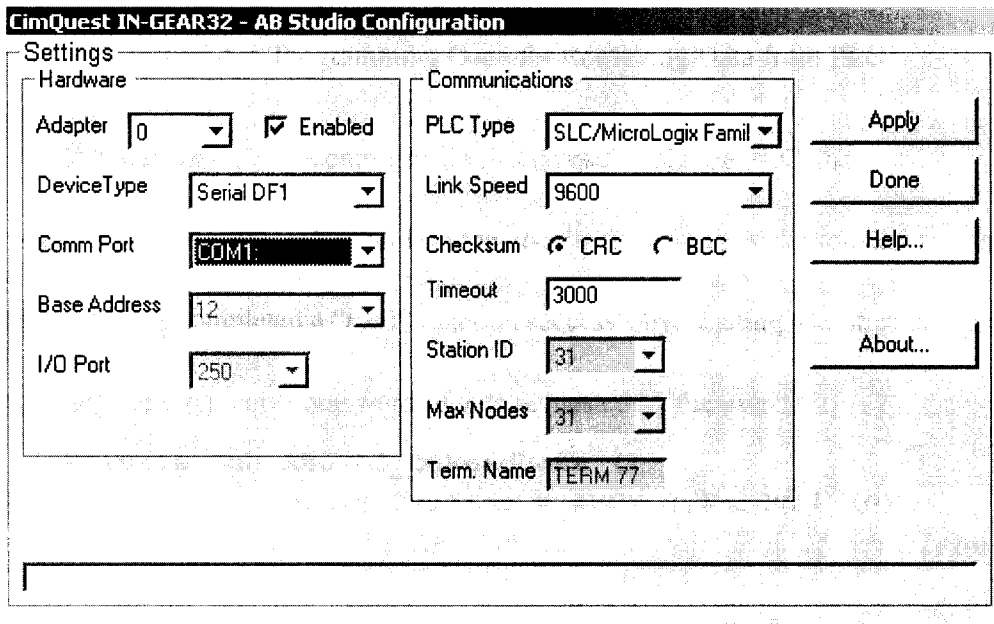 CimQuest IN-GEAR32 - AB Studio Configuration
Settings
Hardware
Adapter 0 Enabled
DeviceType Serial DF1
Comm Port COM1:
Base Address 12
I/O Port 250
Communications
PLC Type SLC/MicroLogix Famil
Link Speed 9600
Checksum CRC BCC
Timeout 3000
Station ID 31
Max Nodes 31
Term. Name TERM 77
Apply
Done
Help...
About...